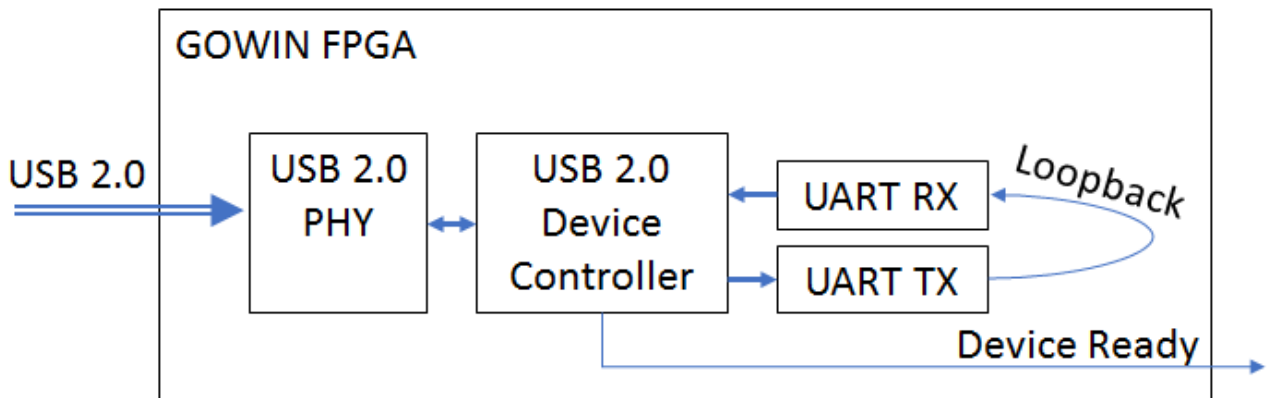 GOWIN FPGA
USB 2.0
USB 2.0
PHY
USB 2.0
Device
Controller
UART RX
UART TX
Loopback
Device Ready